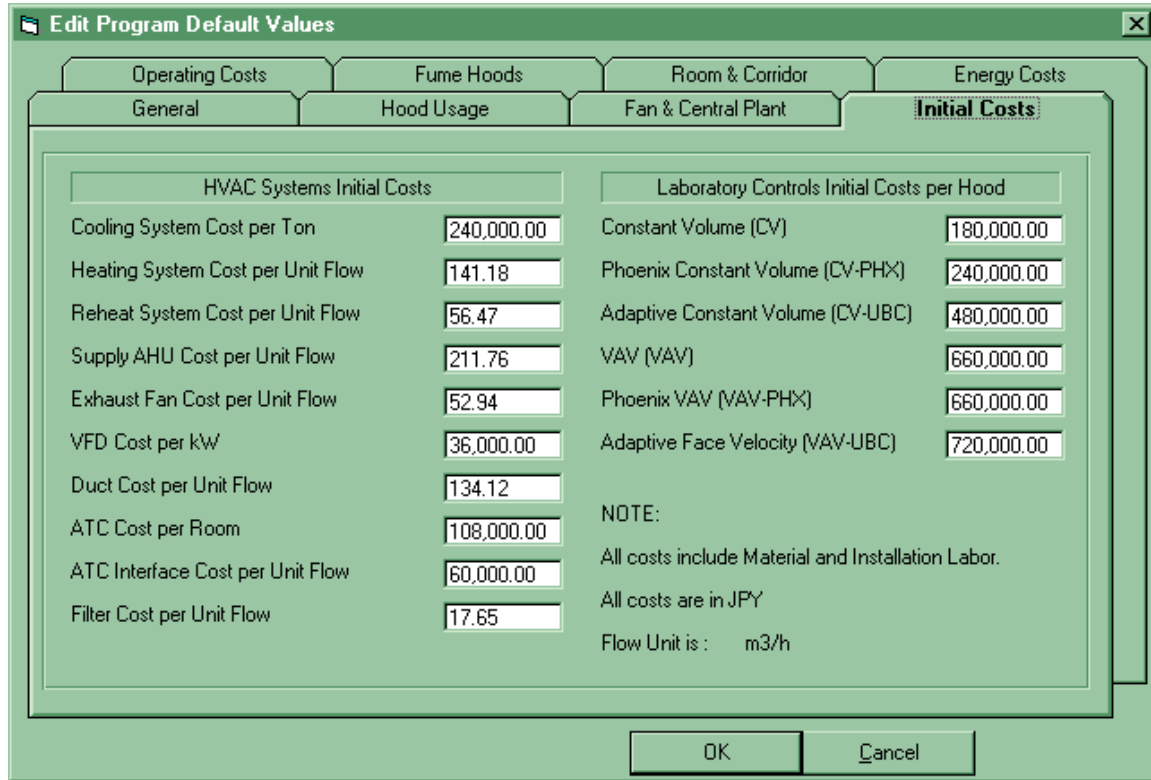 Edit Program Default Values
Operating Costs Fume Hoods Room & Corridor Energy Costs
General Hood Usage Fan & Central Plant Initial Costs
HVAC Systems Initial Costs
Cooling System Cost per Ton 240,000.00
Heating System Cost per Unit Flow 141.18
Reheat System Cost per Unit Flow 56.47
Supply AHU Cost per Unit Flow 211.76
Exhaust Fan Cost per Unit Flow 52.94
VFD Cost per kW 36,000.00
Duct Cost per Unit Flow 134.12
ATC Cost per Room 108,000.00
ATC Interface Cost per Unit Flow 60,000.00
Filter Cost per Unit Flow 17.65
Laboratory Controls Initial Costs per Hood
Constant Volume (CV) 180,000.00
Phoenix Constant Volume (CV-PHX) 240,000.00
Adaptive Constant Volume (CV-UBC) 480,000.00
VAV (VAV) 660,000.00
Phoenix VAV (VAV-PHX) 660,000.00
Adaptive Face Velocity (VAV-UBC) 720,000.00
NOTE:
All costs include Material and Installation Labor.
All costs are in JPY
Flow Unit is : m3/h
OK Cancel